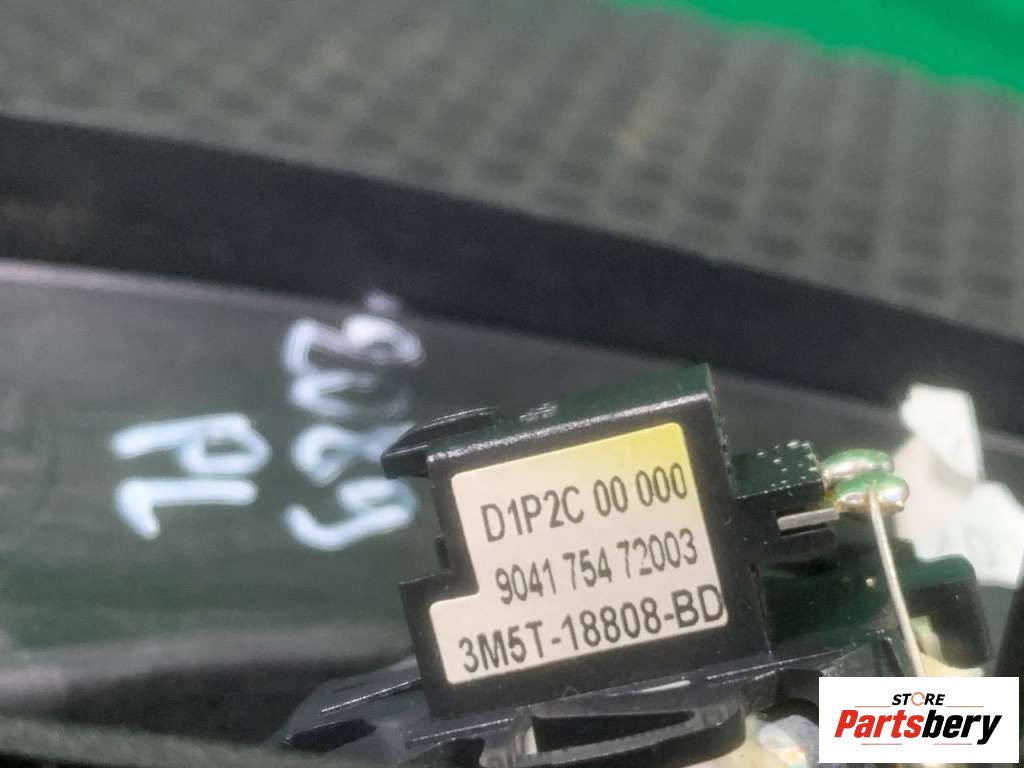 D1P2C 00 000
9041 754 72003
3M5T-18808-BD
STORE
Partsbery